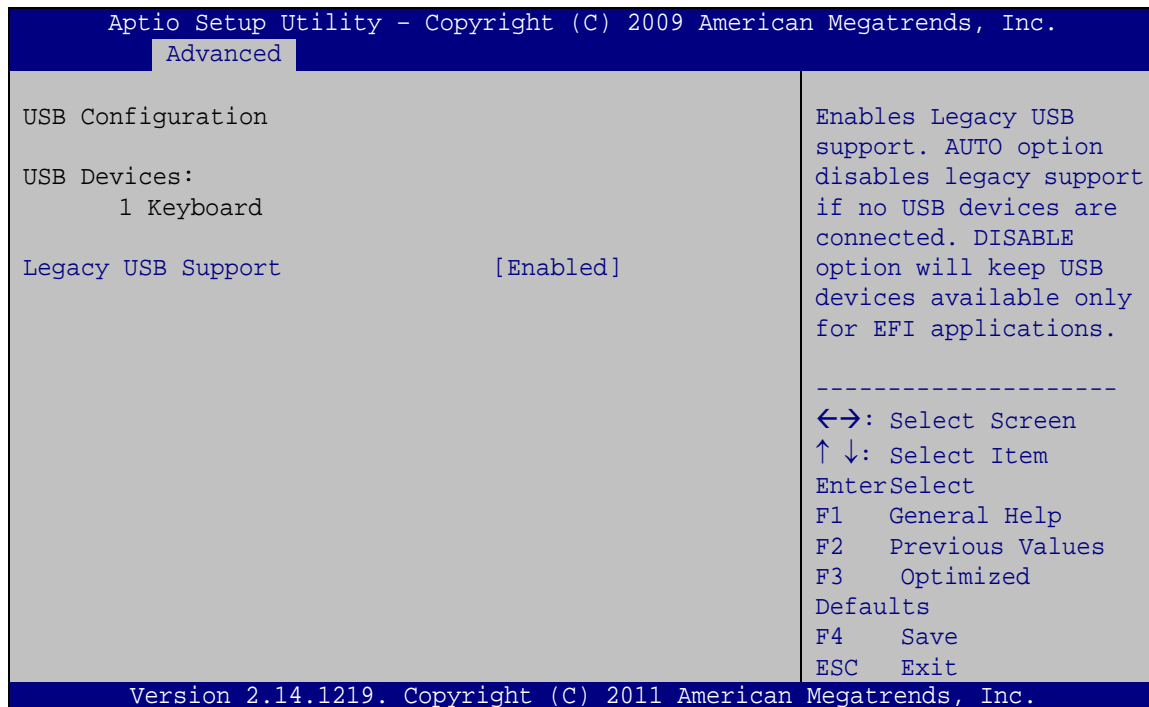 Aptio Setup Utility – Copyright (C) 2009 American Megatrends, Inc.
Advanced
USB Configuration
USB Devices:
1 Keyboard
Legacy USB Support [Enabled]
Enables Legacy USB
support. AUTO option
disables legacy support
if no USB devices are
connected. DISABLE
option will keep USB
devices available only
for EFI applications.
---------------------
←→: Select Screen
↑ ↓: Select Item
EnterSelect
F1 General Help
F2 Previous Values
F3 Optimized
Defaults
F4 Save
ESC Exit
Version 2.14.1219. Copyright (C) 2011 American Megatrends, Inc.